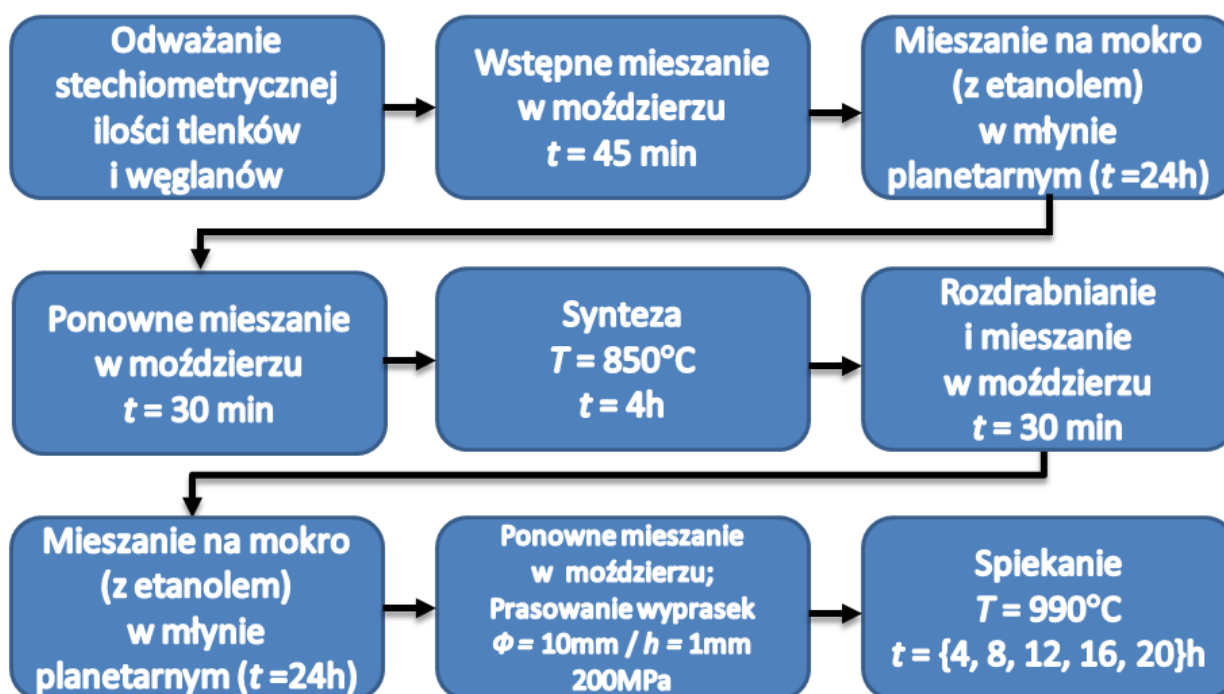 Odważanie
stechiometrycznej
ilości tlenków
i węglanów
Wstępne mieszanie
w moździerzu
t = 45 min
Mieszanie na mokro
(z etanolem)
w młynie
planetarnym (t =24h)
Ponowne mieszanie
w moździerzu
t = 30 min
Synteza
T = 850°C
t = 4h
Rozdrabnianie
i mieszanie
w moździerzu
t = 30 min
Mieszanie na mokro
(z etanolem)
w młynie
planetarnym (t =24h)
Ponowne mieszanie
w moździerzu;
Prasowanie wyprasek
Φ = 10mm / h = 1mm
200MPa
Spiekanie
T = 990°C
t = {4, 8, 12, 16, 20}h